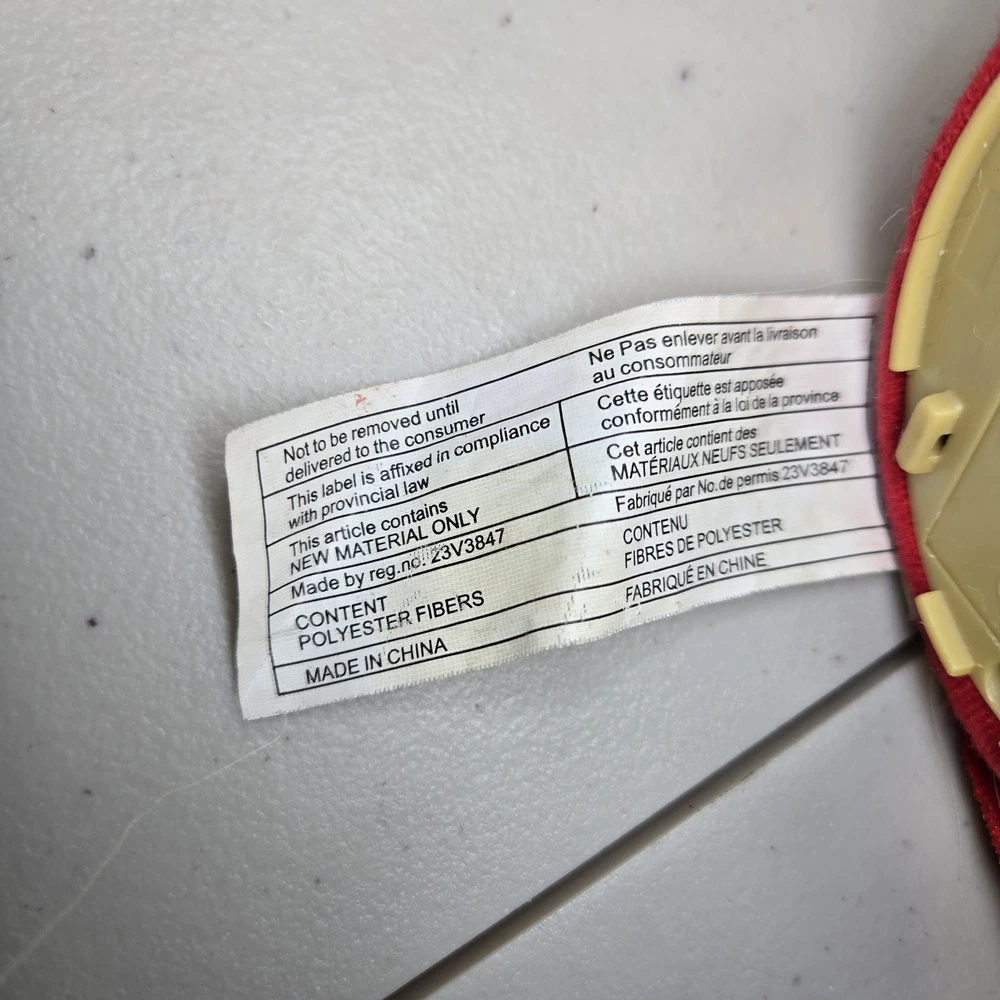 Not to be removed until
delivered to the consumer
This label is affixed in compliance
with provincial law
This article contains
NEW MATERIAL ONLY
Made by reg.no. 23V3847
CONTENT
POLYESTER FIBERS
MADE IN CHINA
Ne Pas enlever avant la livraison
au consommateur
Cette étiquette est apposée
conformément à la loi de la province
Cet article contient des
MATÉRIAUX NEUFS SEULEMENT
Fabriqué par No. de permis 23V3847
CONTENU
FIBRES DE POLYESTER
FABRIQUÉ EN CHINE